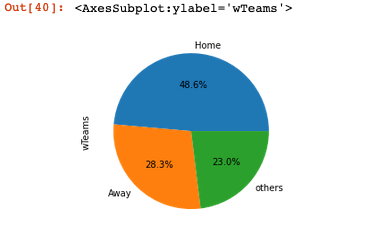 Out[40]: <AxesSubplot:ylabel='wTeams'>
Home
48.6%
wTeams
28.3%
23.0%
Away
others